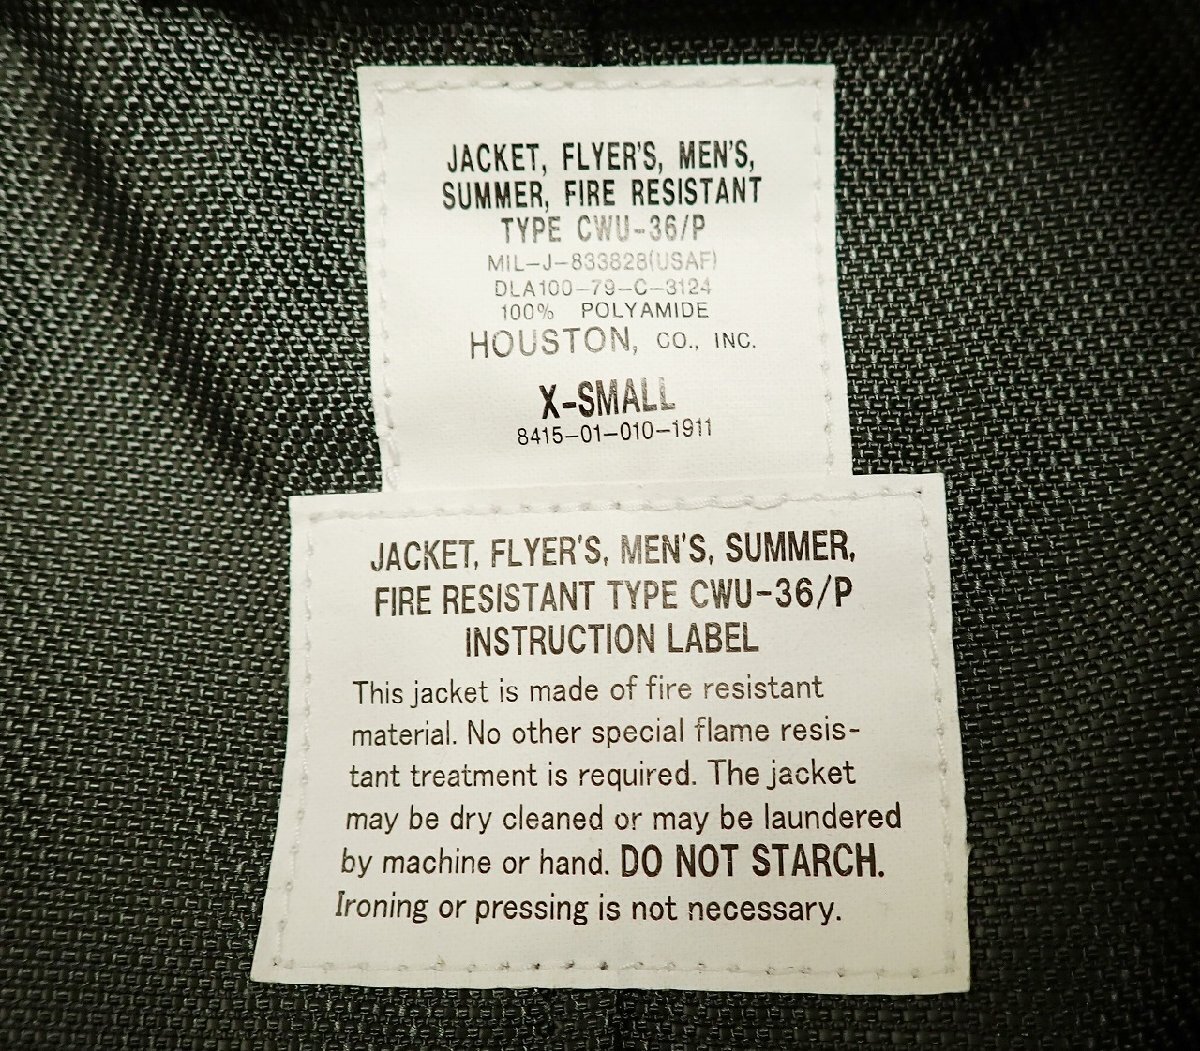 JACKET, FLYER'S, MEN'S,
SUMMER, FIRE RESISTANT
TYPE CWU-36/P
MIL-J-833828(USAF)
DLA100-79-C-3124
100% POLYAMIDE
HOUSTON, CO., INC.
X-SMALL
8415-01-010-1911
JACKET, FLYER'S, MEN'S, SUMMER,
FIRE RESISTANT TYPE CWU-36/P
INSTRUCTION LABEL
This jacket is made of fire resistant
material. No other special flame resis-
tant treatment is required. The jacket
may be dry cleaned or may be laundered
by machine or hand. DO NOT STARCH.
Ironing or pressing is not necessary.